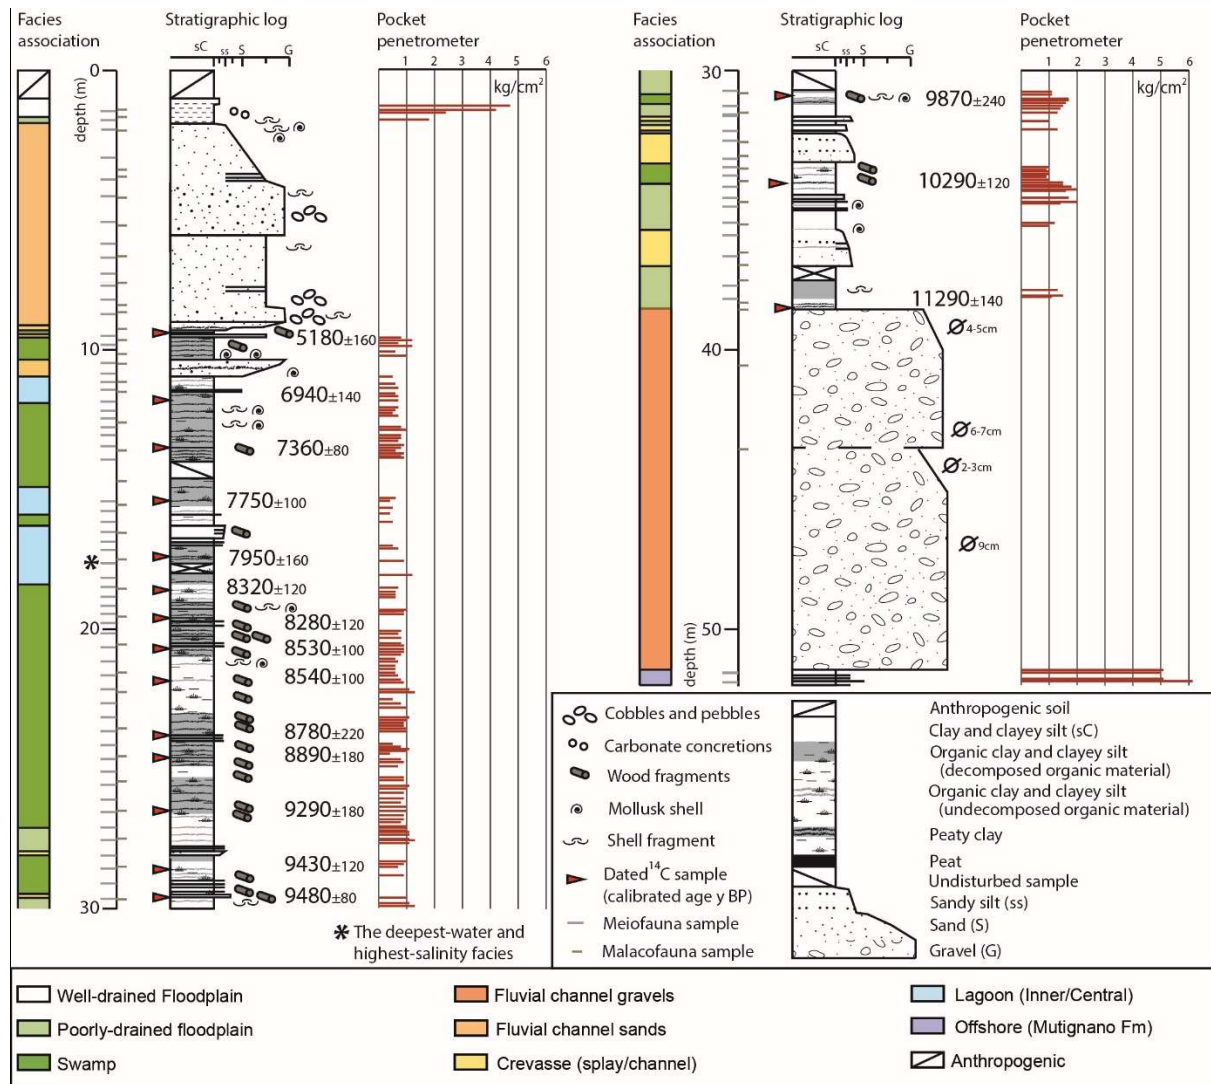 Facies
association
Stratigraphic log
sC ss S G
Pocket
penetrometer
1 2 3 4 5 6
kg/cm2
depth (m)
0
10
20
30
5180±160
6940±140
7360±80
7750±100
7950±160
8320±120
8280±120
8530±100
8540±100
8780±220
8890±180
9290±180
9430±120
9480±80
*
* The deepest-water and
highest-salinity facies
Facies
association
Stratigraphic log
sC ss S G
Pocket
penetrometer
1 2 3 4 5 6
kg/cm2
30
40
50
depth (m)
9870±240
10290±120
11290±140
Ø 4-5cm
Ø 6-7cm
Ø 2-3cm
Ø 9cm
Cobbles and pebbles
Carbonate concretions
Wood fragments
Mollusk shell
Shell fragment
Dated 14C sample
(calibrated age y BP)
Meiofauna sample
Malacofauna sample
Anthropogenic soil
Clay and clayey silt (sC)
Organic clay and clayey silt
(decomposed organic material)
Organic clay and clayey silt
(undecomposed organic material)
Peaty clay
Peat
Undisturbed sample
Sandy silt (ss)
Sand (S)
Gravel (G)
Well-drained Floodplain
Poorly-drained floodplain
Swamp
Fluvial channel gravels
Fluvial channel sands
Crevasse (splay/channel)
Lagoon (Inner/Central)
Offshore (Mutignano Fm)
Anthropogenic